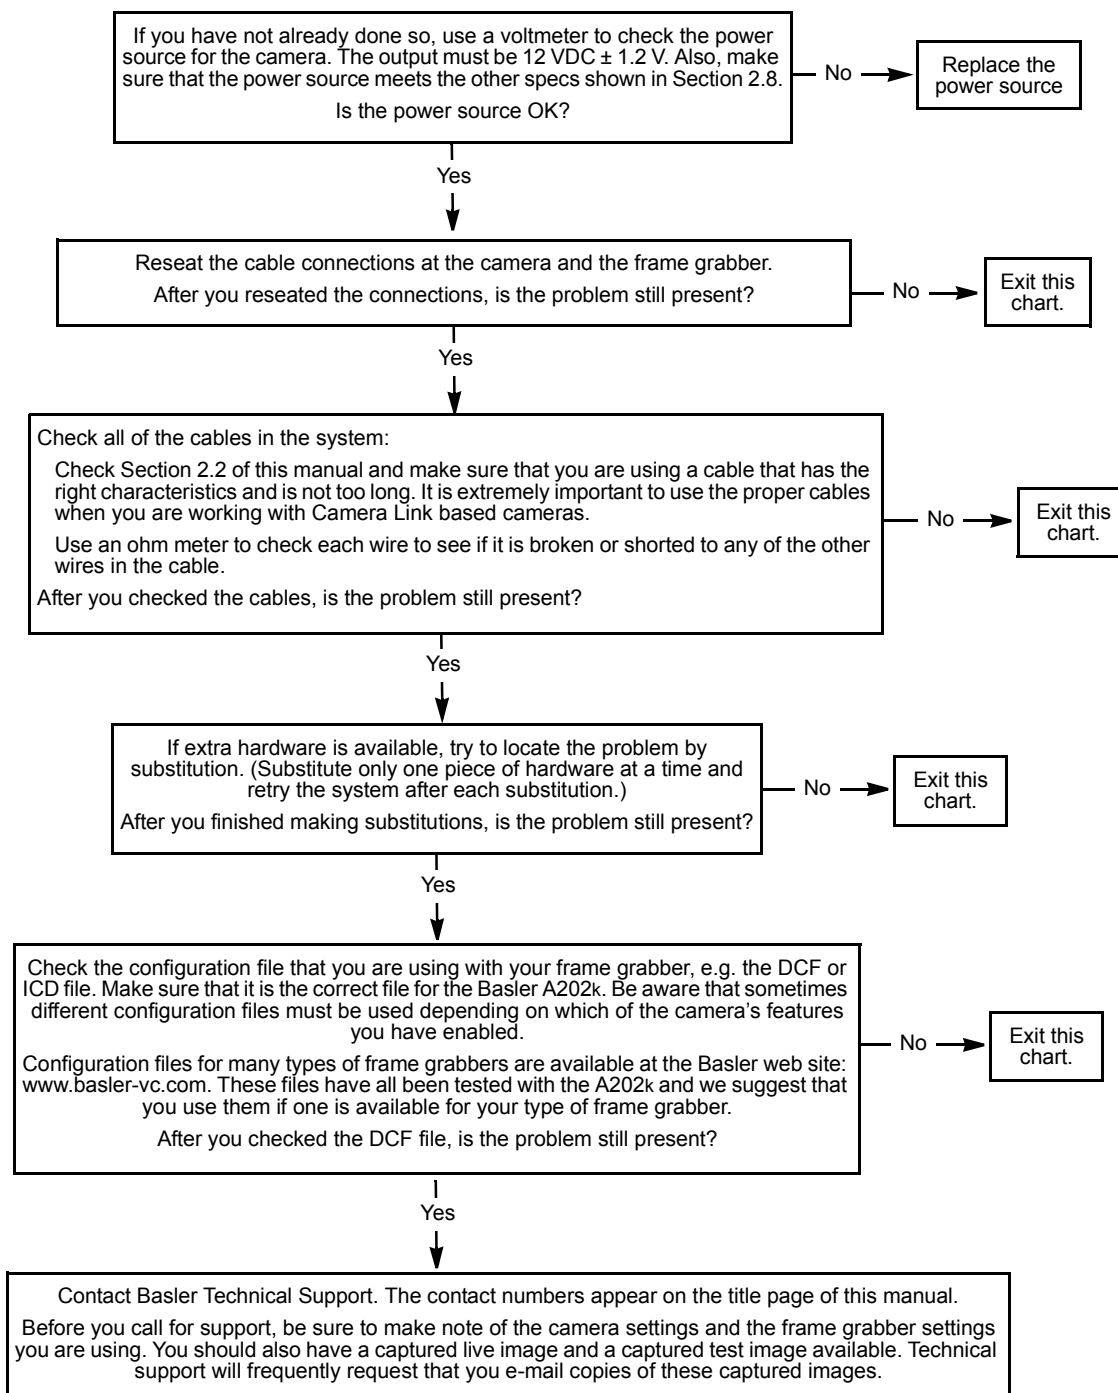 If you have not already done so, use a voltmeter to check the power
source for the camera. The output must be 12 VDC ± 1.2 V. Also, make
sure that the power source meets the other specs shown in Section 2.8.
Is the power source OK?
No
Replace the
power source
Yes
Reseat the cable connections at the camera and the frame grabber.
After you reseated the connections, is the problem still present?
No
Exit this
chart.
Yes
Check all of the cables in the system:
Check Section 2.2 of this manual and make sure that you are using a cable that has the
right characteristics and is not too long. It is extremely important to use the proper cables
when you are working with Camera Link based cameras.
Use an ohm meter to check each wire to see if it is broken or shorted to any of the other
wires in the cable.
After you checked the cables, is the problem still present?
No
Exit this
chart.
Yes
If extra hardware is available, try to locate the problem by
substitution. (Substitute only one piece of hardware at a time and
retry the system after each substitution.)
After you finished making substitutions, is the problem still present?
No
Exit this
chart.
Yes
Check the configuration file that you are using with your frame grabber, e.g. the DCF or
ICD file. Make sure that it is the correct file for the Basler A202k. Be aware that sometimes
different configuration files must be used depending on which of the camera's features
you have enabled.
Configuration files for many types of frame grabbers are available at the Basler web site:
www.basler-vc.com. These files have all been tested with the A202k and we suggest that
you use them if one is available for your type of frame grabber.
After you checked the DCF file, is the problem still present?
No
Exit this
chart.
Yes
Contact Basler Technical Support. The contact numbers appear on the title page of this manual.
Before you call for support, be sure to make note of the camera settings and the frame grabber settings
you are using. You should also have a captured live image and a captured test image available. Technical
support will frequently request that you e-mail copies of these captured images.